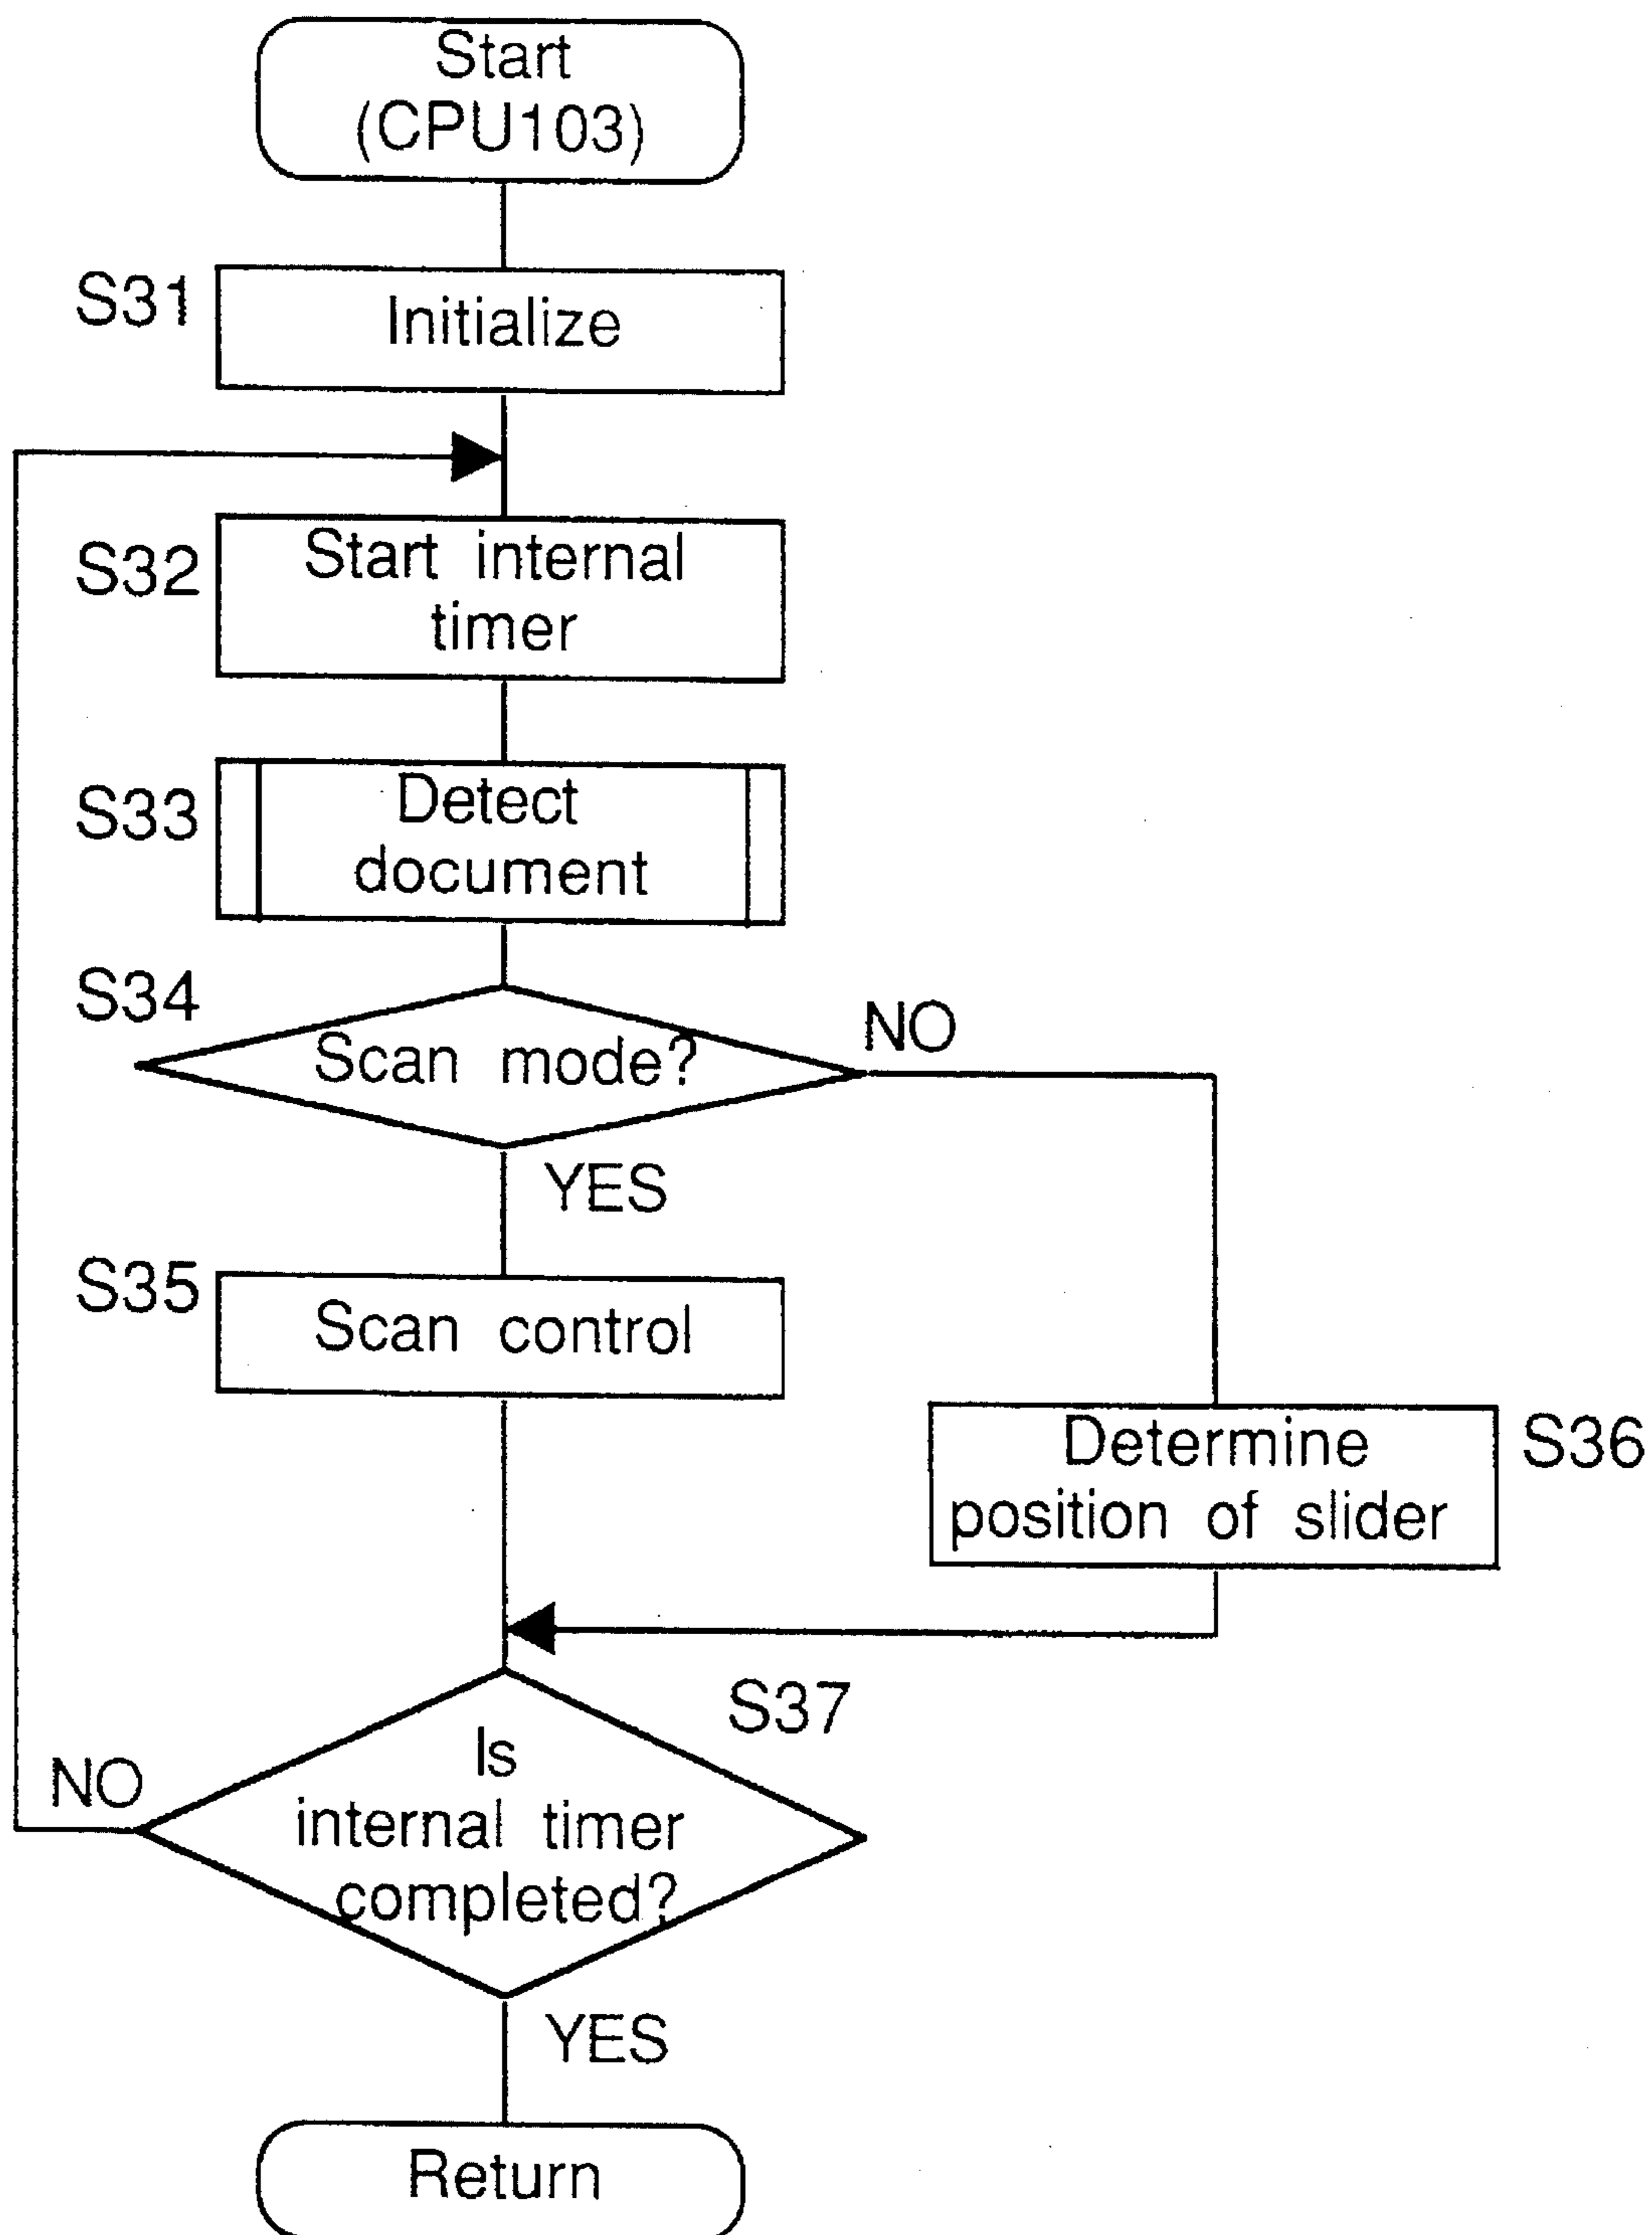 Start
(CPU103)
S31
Initialize
S32
Start internal
timer
S33
Detect
document
S34
Scan mode?
NO
YES
S35
Scan control
Determine
position of slider
S36
S37
Is
internal timer
completed?
NO
YES
Return